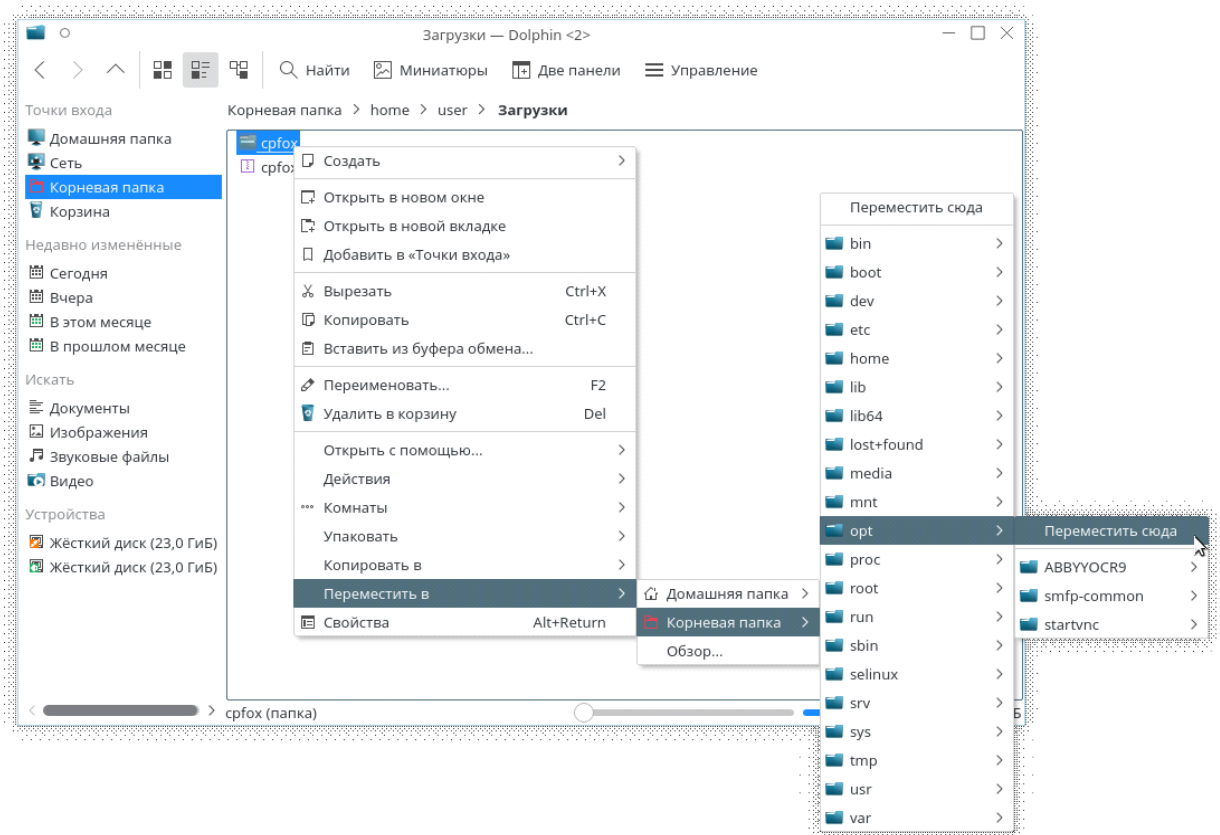 Загрузки — Dolphin <2>
Найти Миниатюры Две панели Управление
Точки входа
Домашняя папка
Сеть
Корневая папка
Корзина
Недавно изменённые
Сегодня
Вчера
В этом месяце
В прошлом месяце
Искать
Документы
Изображения
Звуковые файлы
Видео
Устройства
Жёсткий диск (23,0 ГиБ)
Жёсткий диск (23,0 ГиБ)
Корневая папка > home > user > Загрузки
cpfox
Создать
Открыть в новом окне
Открыть в новой вкладке
Добавить в «Точки входа»
Вырезать Ctrl+X
Копировать Ctrl+C
Вставить из буфера обмена...
Переименовать... F2
Удалить в корзину Del
Открыть с помощью...
Действия
Комнаты
Упаковать
Копировать в
Переместить в
Свойства Alt+Return
Домашняя папка
Корневая папка
Обзор...
Переместить сюда
bin
boot
dev
etc
home
lib
lib64
lost+found
media
mnt
opt
proc
root
run
sbin
selinux
srv
sys
tmp
usr
var
Переместить сюда
ABBYYOCR9
smfp-common
startvnc
cpfox (папка)